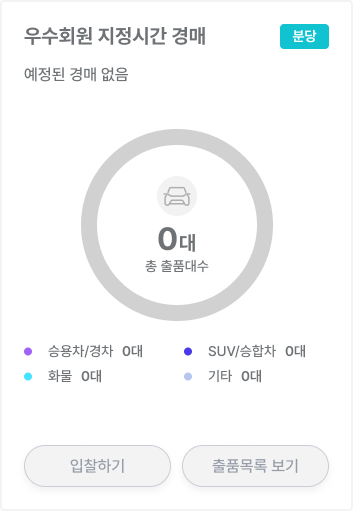 우수회원 지정시간 경매 분당
예정된 경매 없음
0대
총 출품대수
승용차/경차 0대 SUV/승합차 0대
화물 0대 기타 0대
입찰하기 출품목록 보기